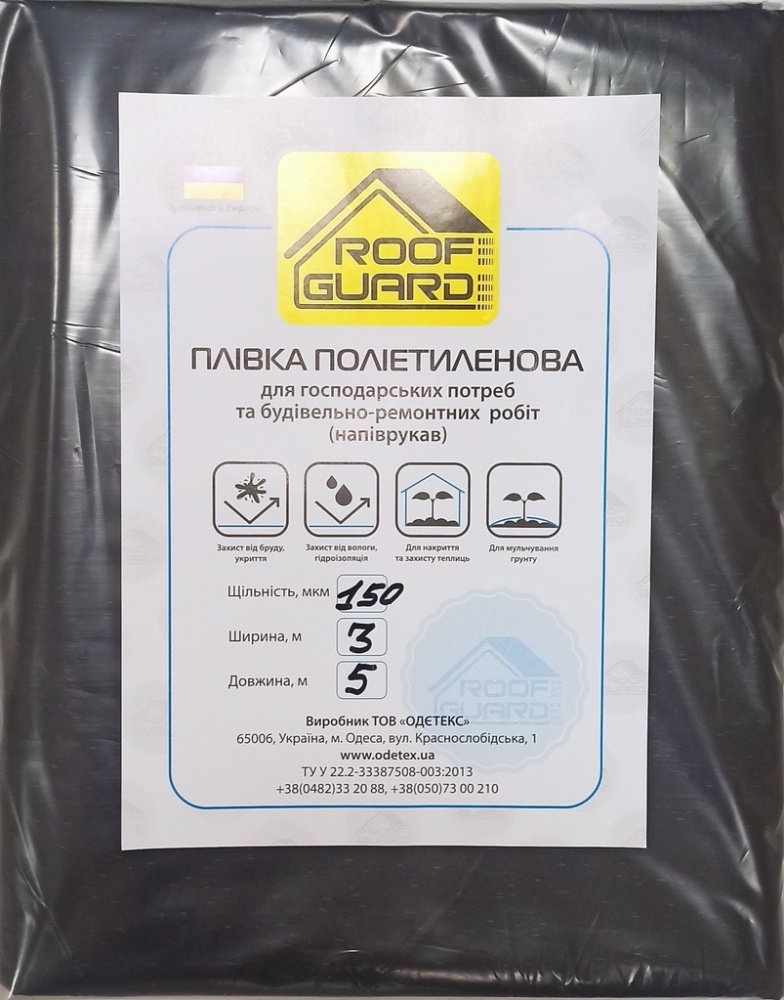 ROOF
GUARD
ПЛІВКА ПОЛІЕТИЛЕНОВА
для господарських потреб
та будівельно-ремонтних робіт
(напіврукав)
Захист від бруду,
укриття
Захист від вологи,
гідроізоляція
Для накриття
та захисту теплиць
Для мульчування
грунту
Щільність, мкм 150
Ширина, м 3
Довжина, м 5
ROOF
GUARD
Виробник ТОВ «ОДЄТЕКС»
65006, Україна, м. Одеса, вул. Краснослобідська, 1
www.odetex.ua
ТУ У 22.2-33387508-003:2013
+38(0482)33 20 88, +38(050)73 00 210